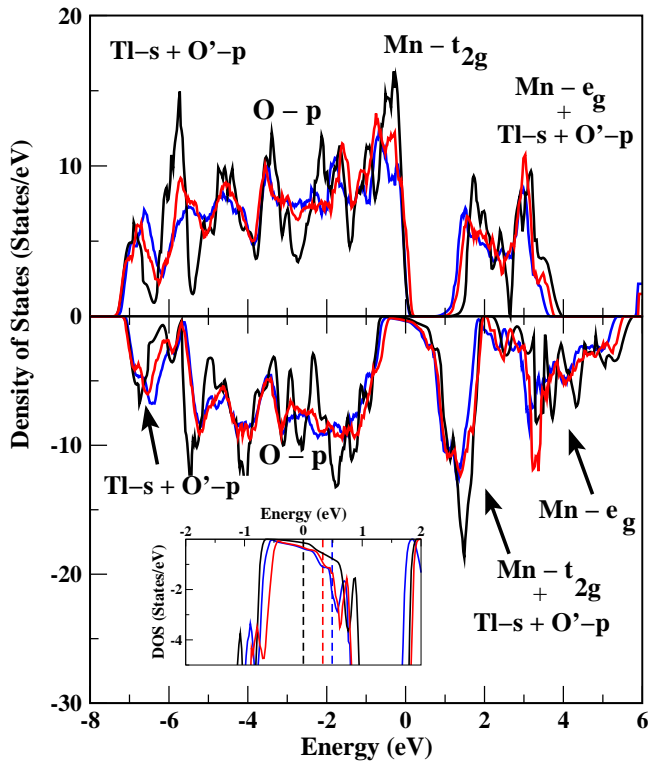 20
Tl–s + O’–p
Mn – t2g
Mn – eg
+
Tl–s + O’–p
O – p
10
Density of States (States/eV)
0
-10
Tl–s + O’–p
O – p
Mn – eg
Mn – t2g
+
Tl–s + O’–p
Energy (eV)
-2 -1 0 1 2
DOS (States/eV)
-2
-4
-20
-30
-8 -6 -4 -2 0 2 4 6
Energy (eV)